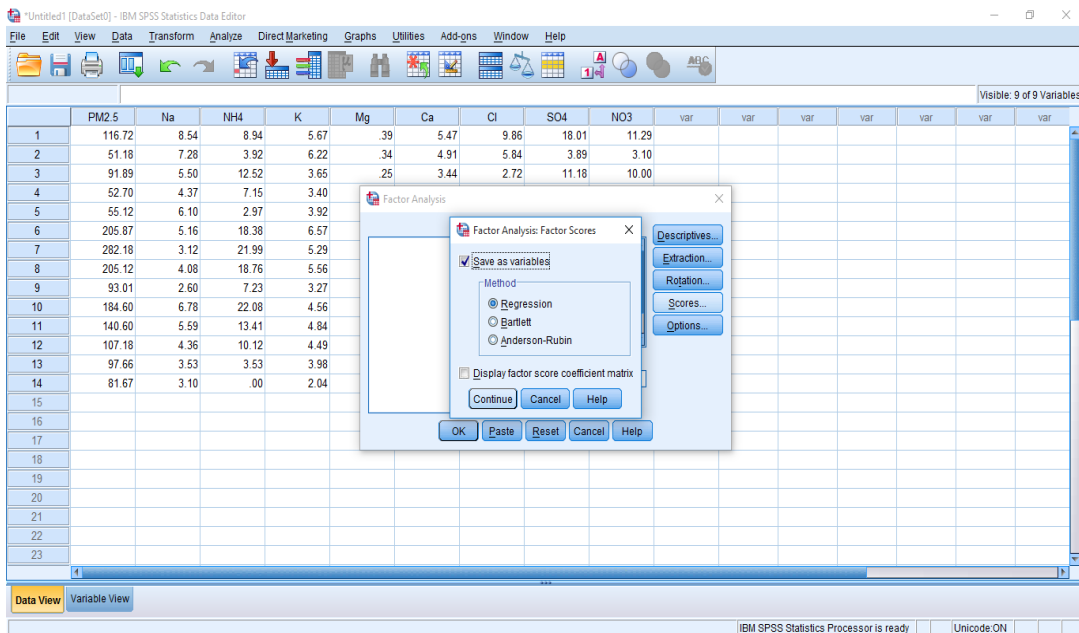 *Untitled1 [DataSet0] - IBM SPSS Statistics Data Editor
File Edit View Data Transform Analyze Direct Marketing Graphs Utilities Add-ons Window Help
Visible: 9 of 9 Variables
PM2.5 Na NH4 K Mg Ca Cl SO4 NO3 var var var var var var var
1 116.72 8.54 8.94 5.67 .39 5.47 9.86 18.01 11.29
2 51.18 7.28 3.92 6.22 .34 4.91 5.84 3.89 3.10
3 91.89 5.50 12.52 3.65 .25 3.44 2.72 11.18 10.00
4 52.70 4.37 7.15 3.40
5 55.12 6.10 2.97 3.92
6 205.87 5.16 18.38 6.57
7 282.18 3.12 21.99 5.29
8 205.12 4.08 18.76 5.56
9 93.01 2.60 7.23 3.27
10 184.60 6.78 22.08 4.56
11 140.60 5.59 13.41 4.84
12 107.18 4.36 10.12 4.49
13 97.66 3.53 3.53 3.98
14 81.67 3.10 .00 2.04
15
16
17
18
19
20
21
22
23
Factor Analysis
Descriptives...
Extraction...
Rotation...
Scores...
Options...
Factor Analysis: Factor Scores
Save as variables
Method
Regression
Bartlett
Anderson-Rubin
Display factor score coefficient matrix
Continue Cancel Help
OK Paste Reset Cancel Help
Data View Variable View
IBM SPSS Statistics Processor is ready Unicode:ON